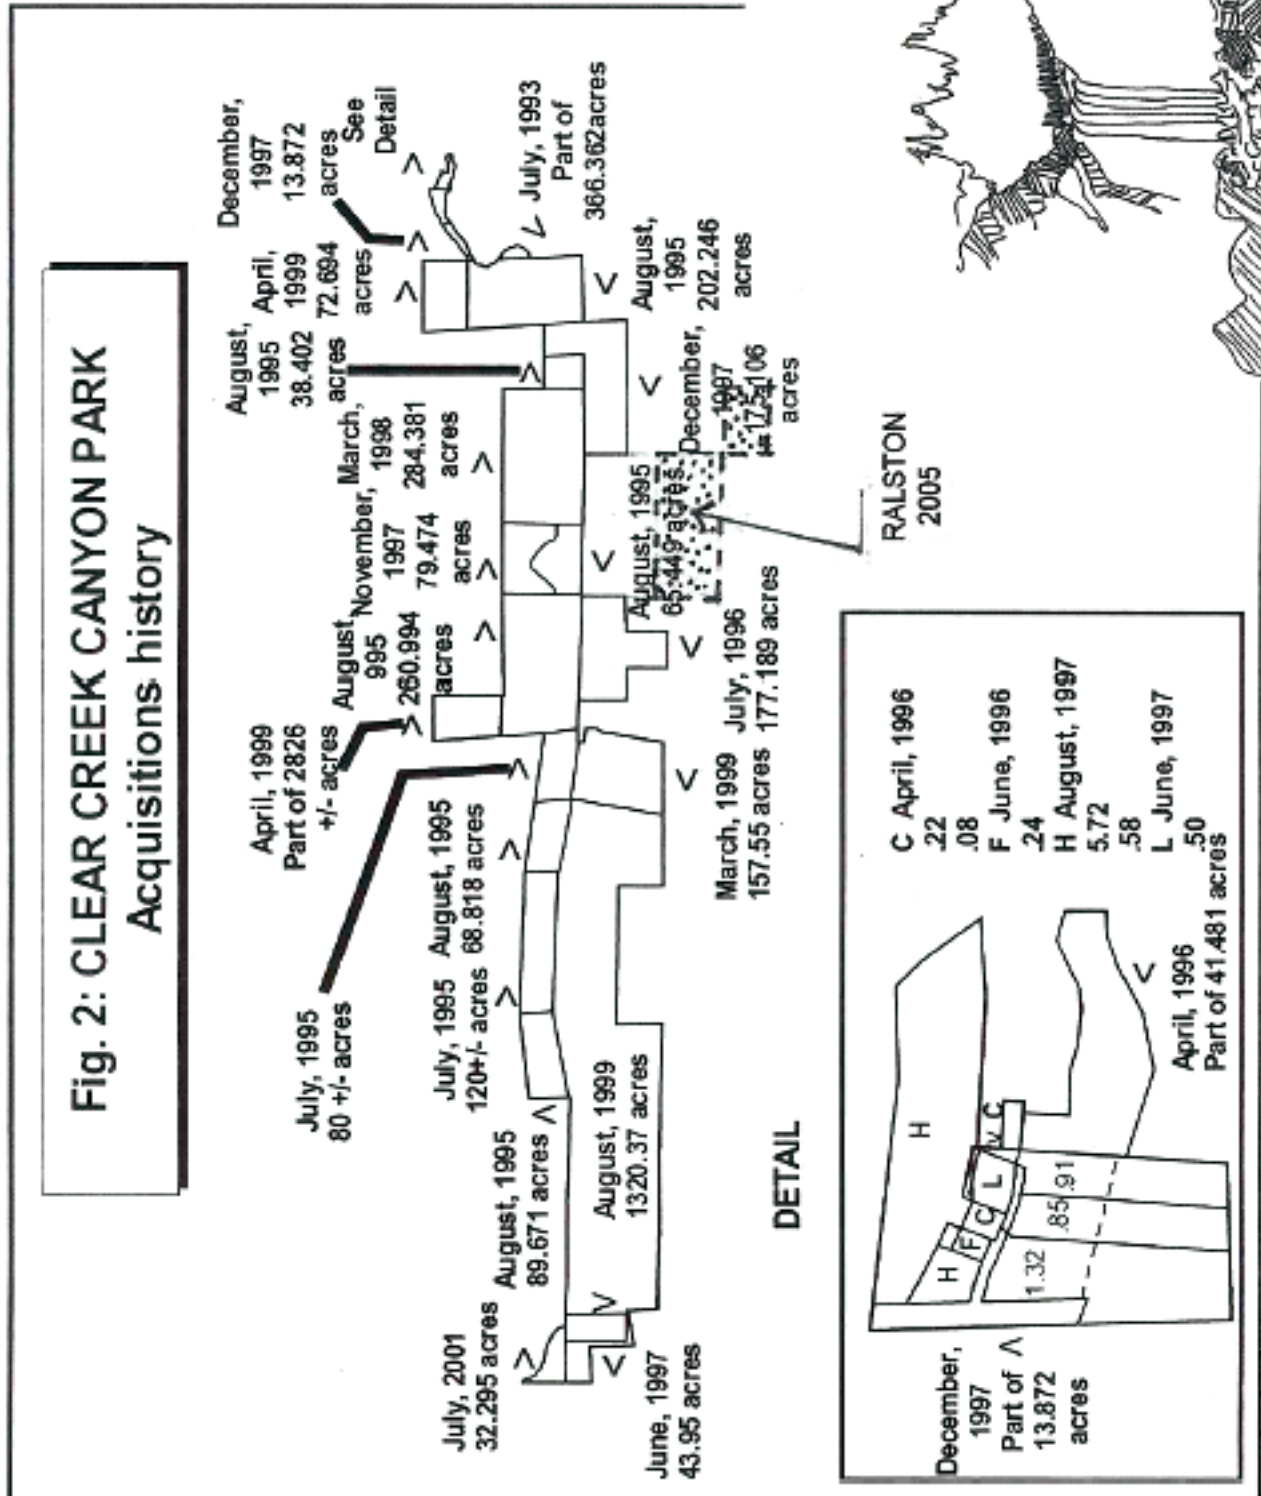 Fig. 2: CLEAR CREEK CANYON PARK
Acquisitions history
July, 2001
32.295 acres
June, 1997
43.95 acres
August, 1995
89.671 acres
August, 1999
1320.37 acres
July, 1995
80 +/- acres
July, 1995
120+/- acres
August, 1995
68.818 acres
April, 1999
Part of 2826
+/- acres
March, 1999
157.55 acres
August,
995
260.994
acres
July, 1996
177.189 acres
November,
1997
79.474
acres
August, 1995
65.449 acres
March,
1998
284.381
acres
August,
1995
38.402
acres
December,
1997
175.106
acres
April,
1999
72.694
acres
August,
1995
202.246
acres
December,
1997
13.872
acres
See
Detail
July, 1993
Part of
366.362acres
RALSTON
2005
DETAIL
December,
1997
Part of
13.872
acres
H
H
F
C
L
C
1.32
.85
.91
April, 1996
Part of 41.481 acres
C April, 1996
.22
.08
F June, 1996
.24
H August, 1997
5.72
.58
L June, 1997
.50